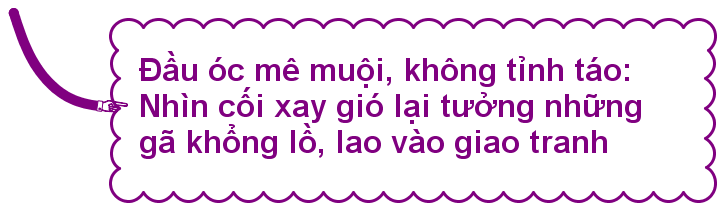 Đầu óc mê muội, không tỉnh táo:
Nhìn cối xay gió lại tưởng những
gã khổng lồ, lao vào giao tranh